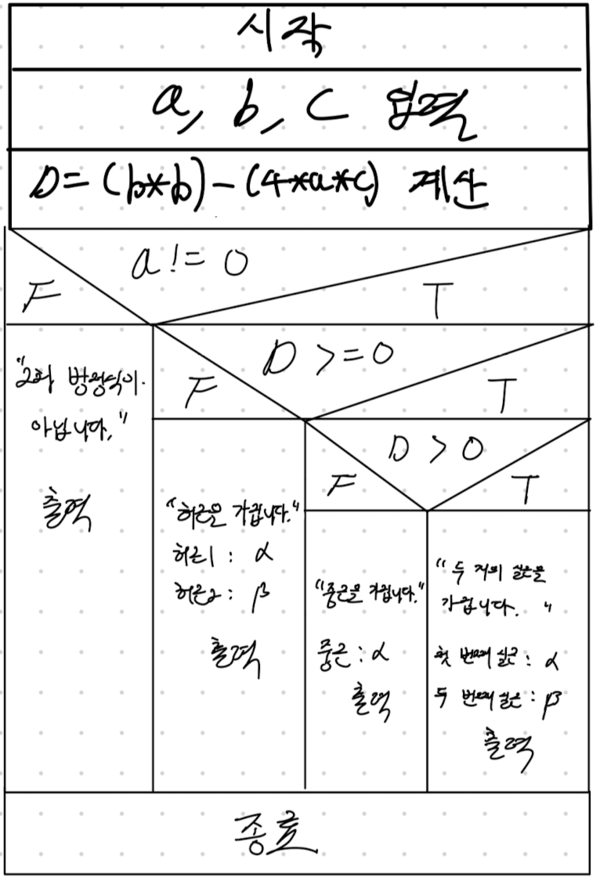 시작
a, b, c 입력
D = (b*b) - (4*a*c) 계산
a != 0
F
T
"2차 방정식이
아닙니다."
출력
D >= 0
F
T
"허근을 가집니다."
허근1 : α
허근2 : β
출력
D > 0
F
T
"중근을 가집니다."
중근 : α
출력
"두 개의 실근을
가집니다. "
첫 번째 실근 : α
두 번째 실근 : β
출력
종료